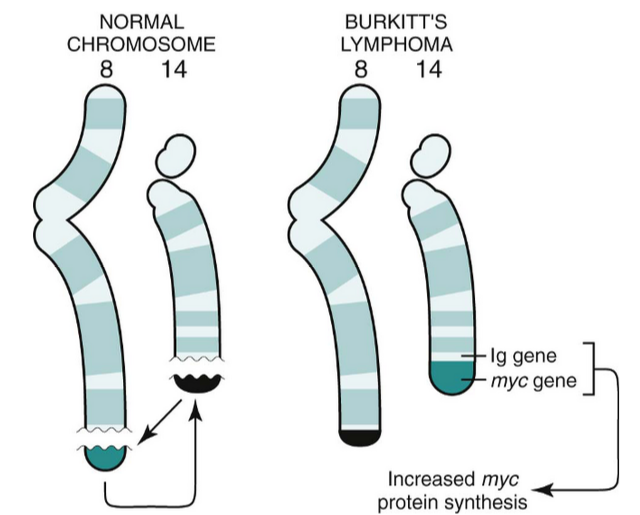 NORMAL
CHROMOSOME
8 14
BURKITT'S
LYMPHOMA
8 14
Ig gene
myc gene
Increased myc
protein synthesis